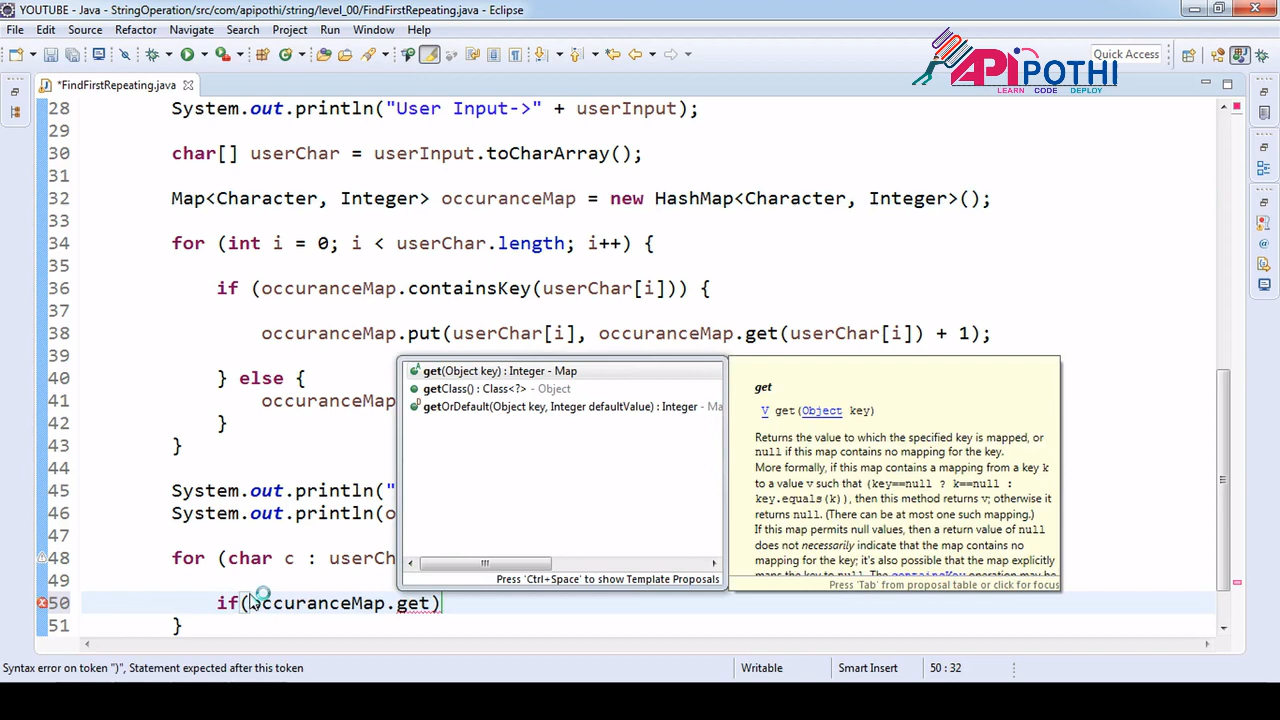 YOUTUBE - Java - StringOperation/src/com/apipothi/string/level_00/FindFirstRepeating.java - Eclipse
File Edit Source Refactor Navigate Search Project Run Window Help
Quick Access
APIPOTHI
LEARN CODE DEPLOY
*FindFirstRepeating.java
28 System.out.println("User Input->" + userInput);
29
30 char[] userChar = userInput.toCharArray();
31
32 Map<Character, Integer> occuranceMap = new HashMap<Character, Integer>();
33
34 for (int i = 0; i < userChar.length; i++) {
35
36 if (occuranceMap.containsKey(userChar[i])) {
37
38 occuranceMap.put(userChar[i], occuranceMap.get(userChar[i]) + 1);
39
40 } else {
41 occuranceMap
42 }
43 }
45 System.out.println("
46 System.out.println(o
47
48 for (char c : userCh
49
50 if(occuranceMap.get)
51 }
get(Object key) : Integer - Map
getClass() : Class<?> - Object
getOrDefault(Object key, Integer defaultValue) : Integer - Ma
Press 'Ctrl+Space' to show Template Proposals
get
V get(Object key)
Returns the value to which the specified key is mapped, or
null if this map contains no mapping for the key.
More formally, if this map contains a mapping from a key k
to a value v such that (key==null ? k==null :
key.equals(k)), then this method returns v; otherwise it
returns null. (There can be at most one such mapping.)
If this map permits null values, then a return value of null
does not necessarily indicate that the map contains no
mapping for the key; it's also possible that the map explicitly
maps the key to null. The containsKey operation may be
Press 'Tab' from proposal table or click for focus
Syntax error on token ")", Statement expected after this token
Writable
Smart Insert
50 : 32